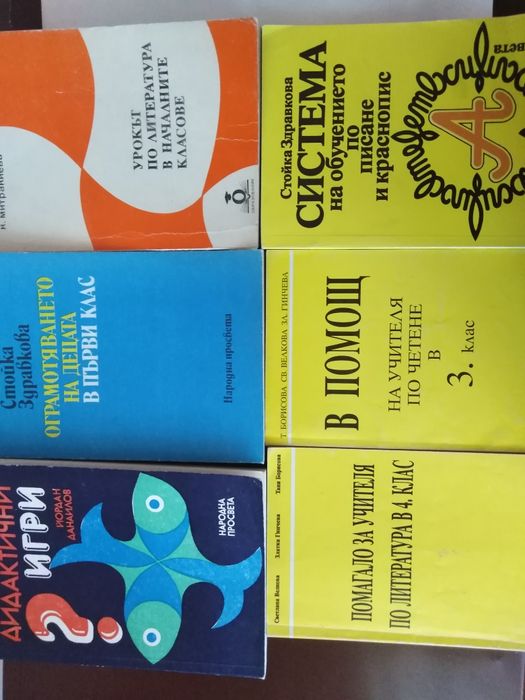 К. МИТРАКИЕВА
УРОКЪТ
ПО ЛИТЕРАТУРА
В НАЧАЛНИТЕ
КЛАСОВЕ
Стойка Здравкова
СИСТЕМА
на обучението
по
писане
и краснопис
Стойка
Здравкова
ОГРАМОТЯВАНЕТО
НА ДЕЦАТА
В ПЪРВИ КЛАС
Народна просвета
Т. БОРИСОВА СВ. ВЕЛКОВА ЗЛ. ГИНЧЕВА
В ПОМОЩ
НА УЧИТЕЛЯ
ПО ЧЕТЕНЕ
В
3. клас
ДИДАКТИЧНИ
ИГРИ
ЙОРДАН
ДАНАИЛОВ
?
НАРОДНА
ПРОСВЕТА
Светлана Велкова Златка Гинчева Таня Борисова
ПОМАГАЛО ЗА УЧИТЕЛЯ
ПО ЛИТЕРАТУРА В 4. КЛАС